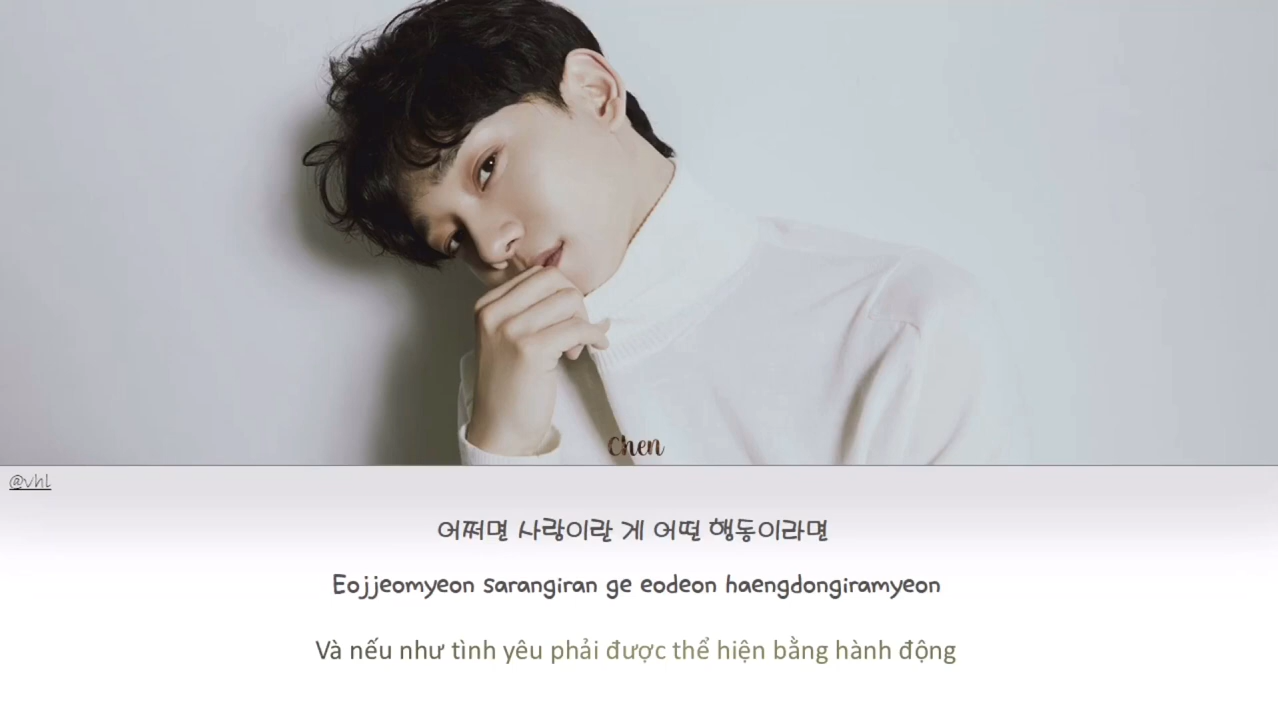 Chen
@vhl
어쩌면 사랑이란 게 어떤 행동이라면
Eojjeomyeon sarangiran ge eodeon haengdongiramyeon
Và nếu như tình yêu phải được thể hiện bằng hành động